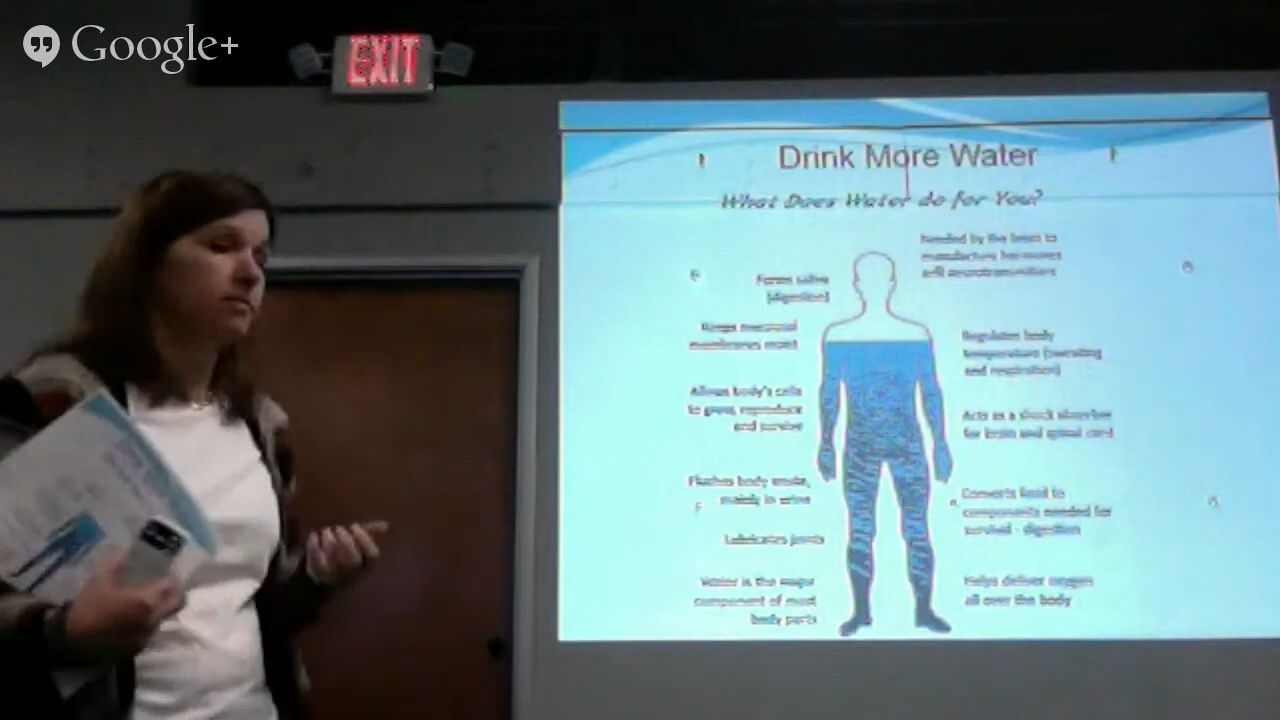 Google+
EXIT
Drink More Water
What Does Water do for You?
Needed by the brain to
manufacture hormones
and neurotransmitters
Forms saliva
(digestion)
Keeps mucosal
membranes moist
Regulates body
temperature (sweating
and respiration)
Allows body's cells
to grow, reproduce
and survive
Acts as a shock absorber
for brain and spinal cord
Flushes body waste,
mainly in urine
Converts food to
components needed for
survival - digestion
Lubricates joints
Water is the major
component of most
body parts
Helps deliver oxygen
all over the body